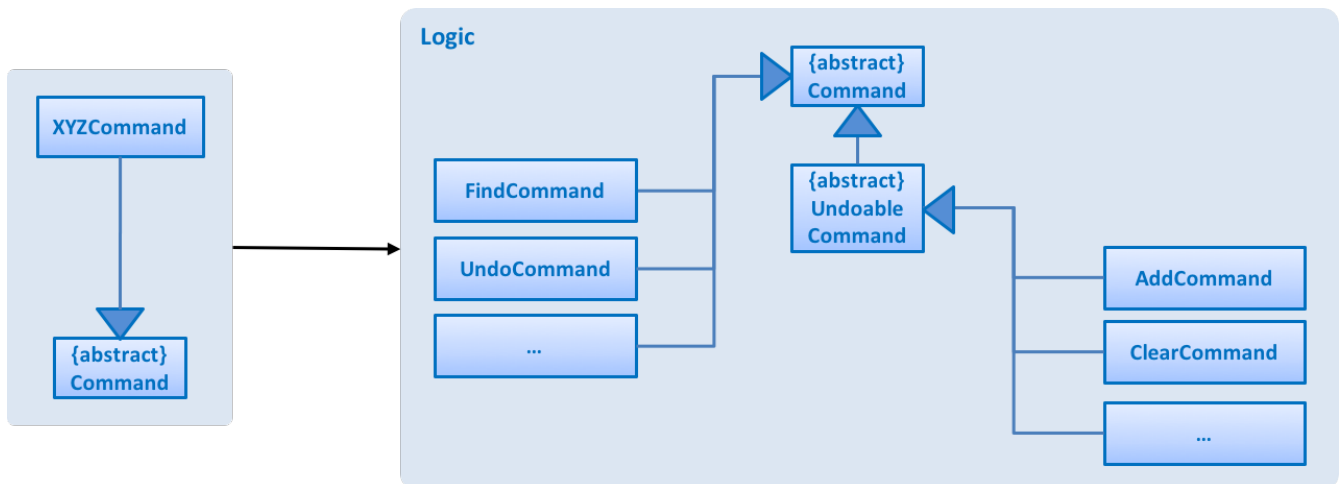 XYZCommand
{abstract}
Command
Logic
{abstract}
Command
FindCommand
UndoCommand
...
{abstract}
Undoable
Command
AddCommand
ClearCommand
...